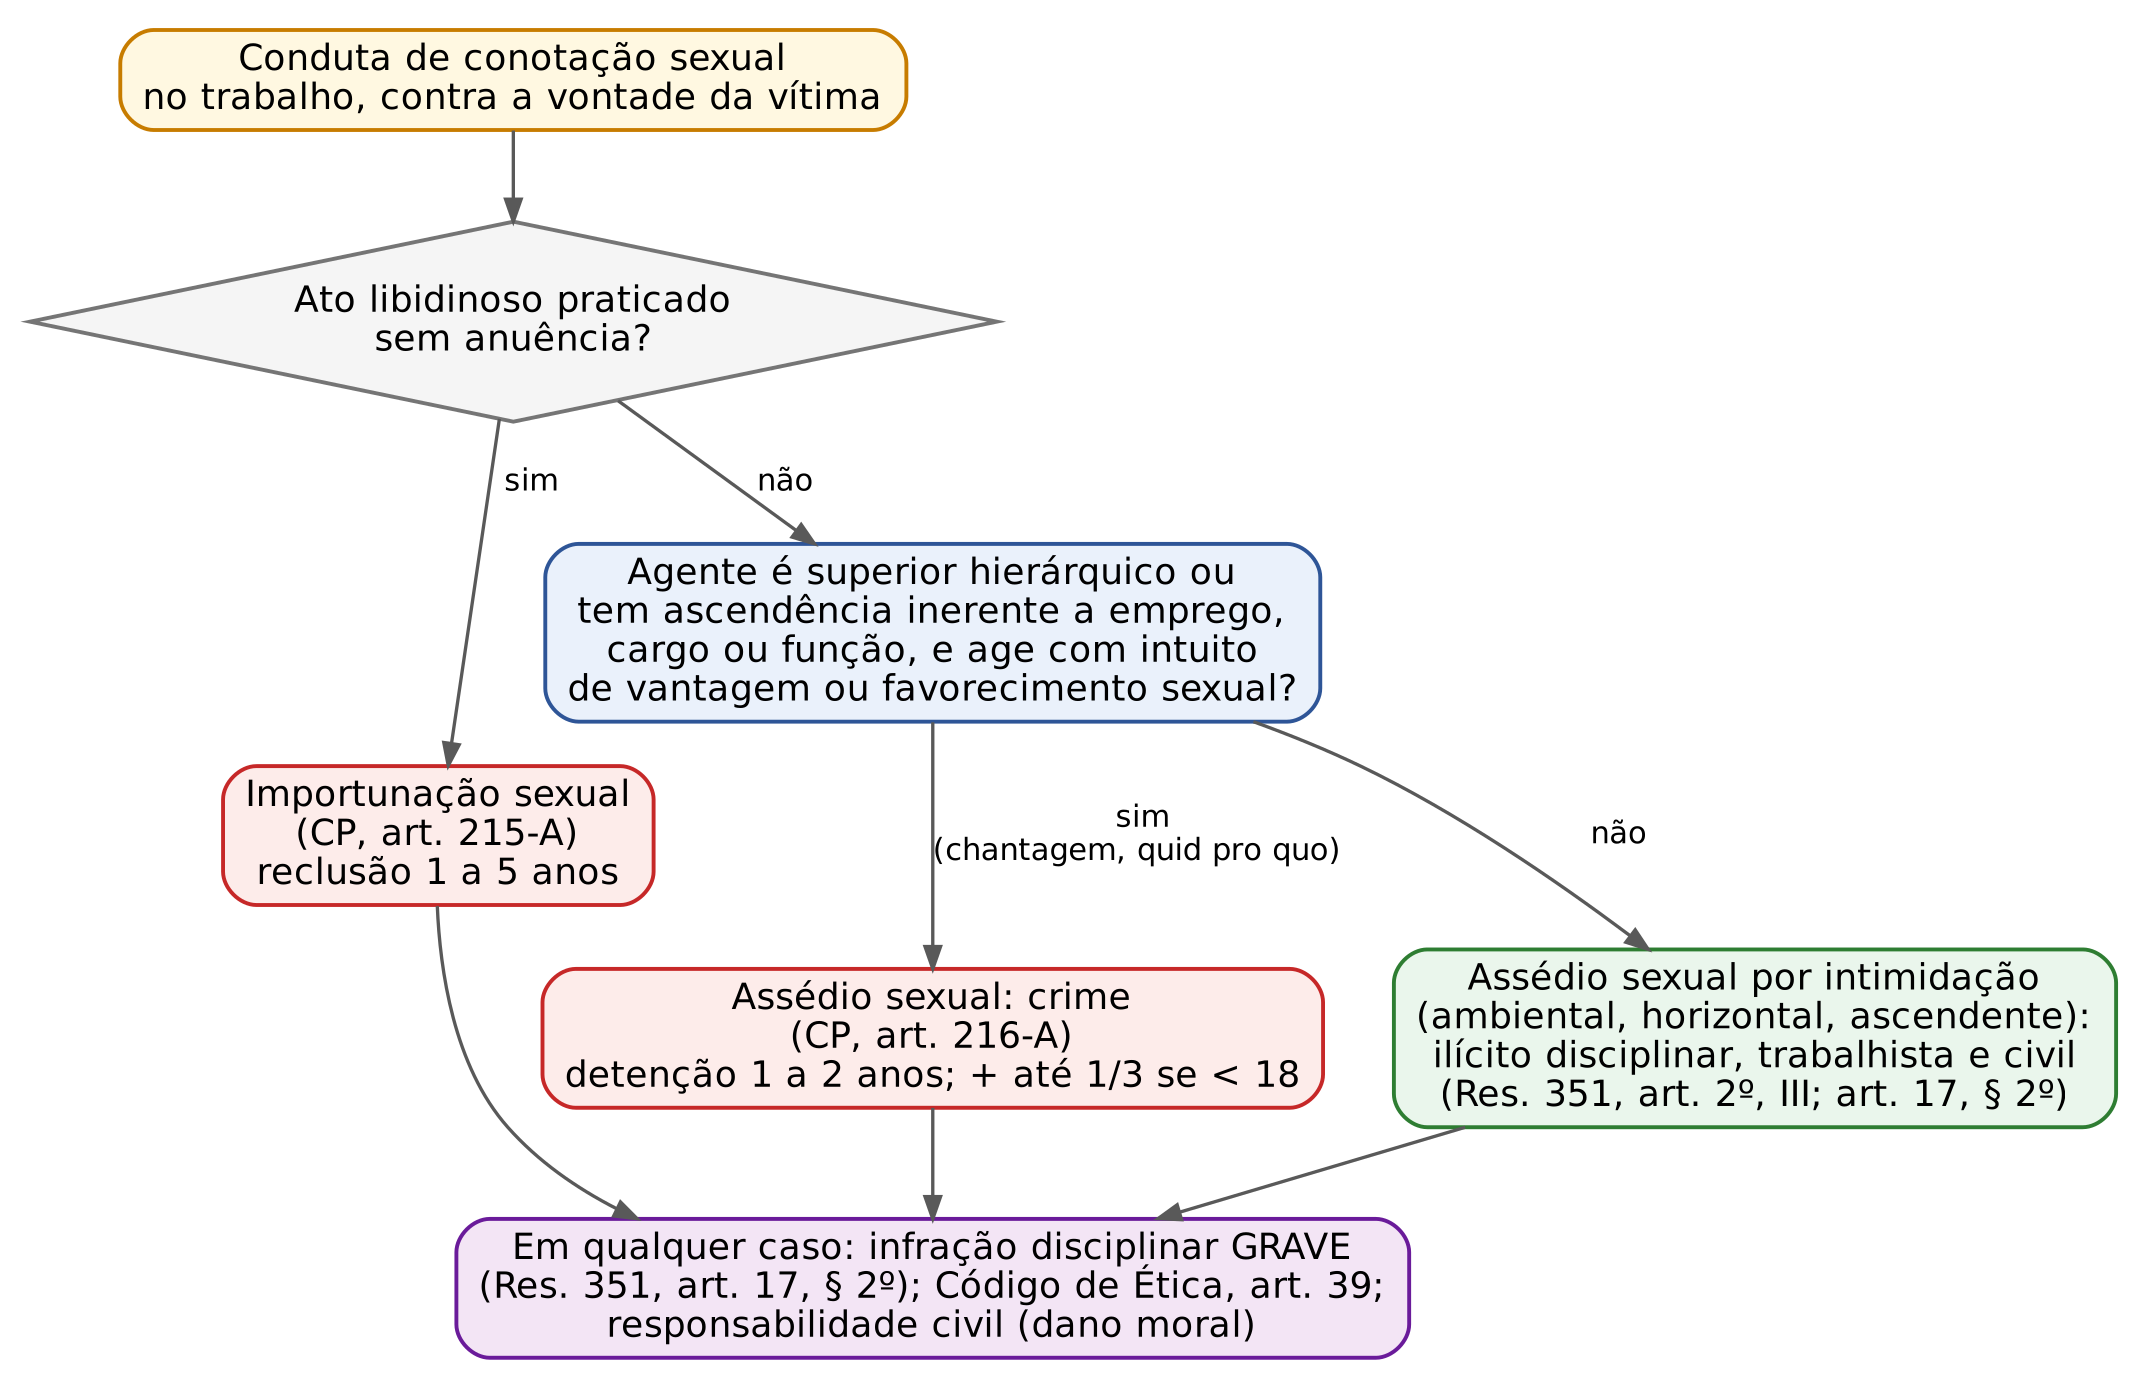 Conduta de conotação sexual
no trabalho, contra a vontade da vítima
Ato libidinoso praticado
sem anuência?
sim
não
Agente é superior hierárquico ou
tem ascendência inerente a emprego,
cargo ou função, e age com intuito
de vantagem ou favorecimento sexual?
Importunação sexual
(CP, art. 215-A)
reclusão 1 a 5 anos
sim
(chantagem, quid pro quo)
não
Assédio sexual: crime
(CP, art. 216-A)
detenção 1 a 2 anos; + até 1/3 se < 18
Assédio sexual por intimidação
(ambiental, horizontal, ascendente):
ilícito disciplinar, trabalhista e civil
(Res. 351, art. 2º, III; art. 17, § 2º)
Em qualquer caso: infração disciplinar GRAVE
(Res. 351, art. 17, § 2º); Código de Ética, art. 39;
responsabilidade civil (dano moral)